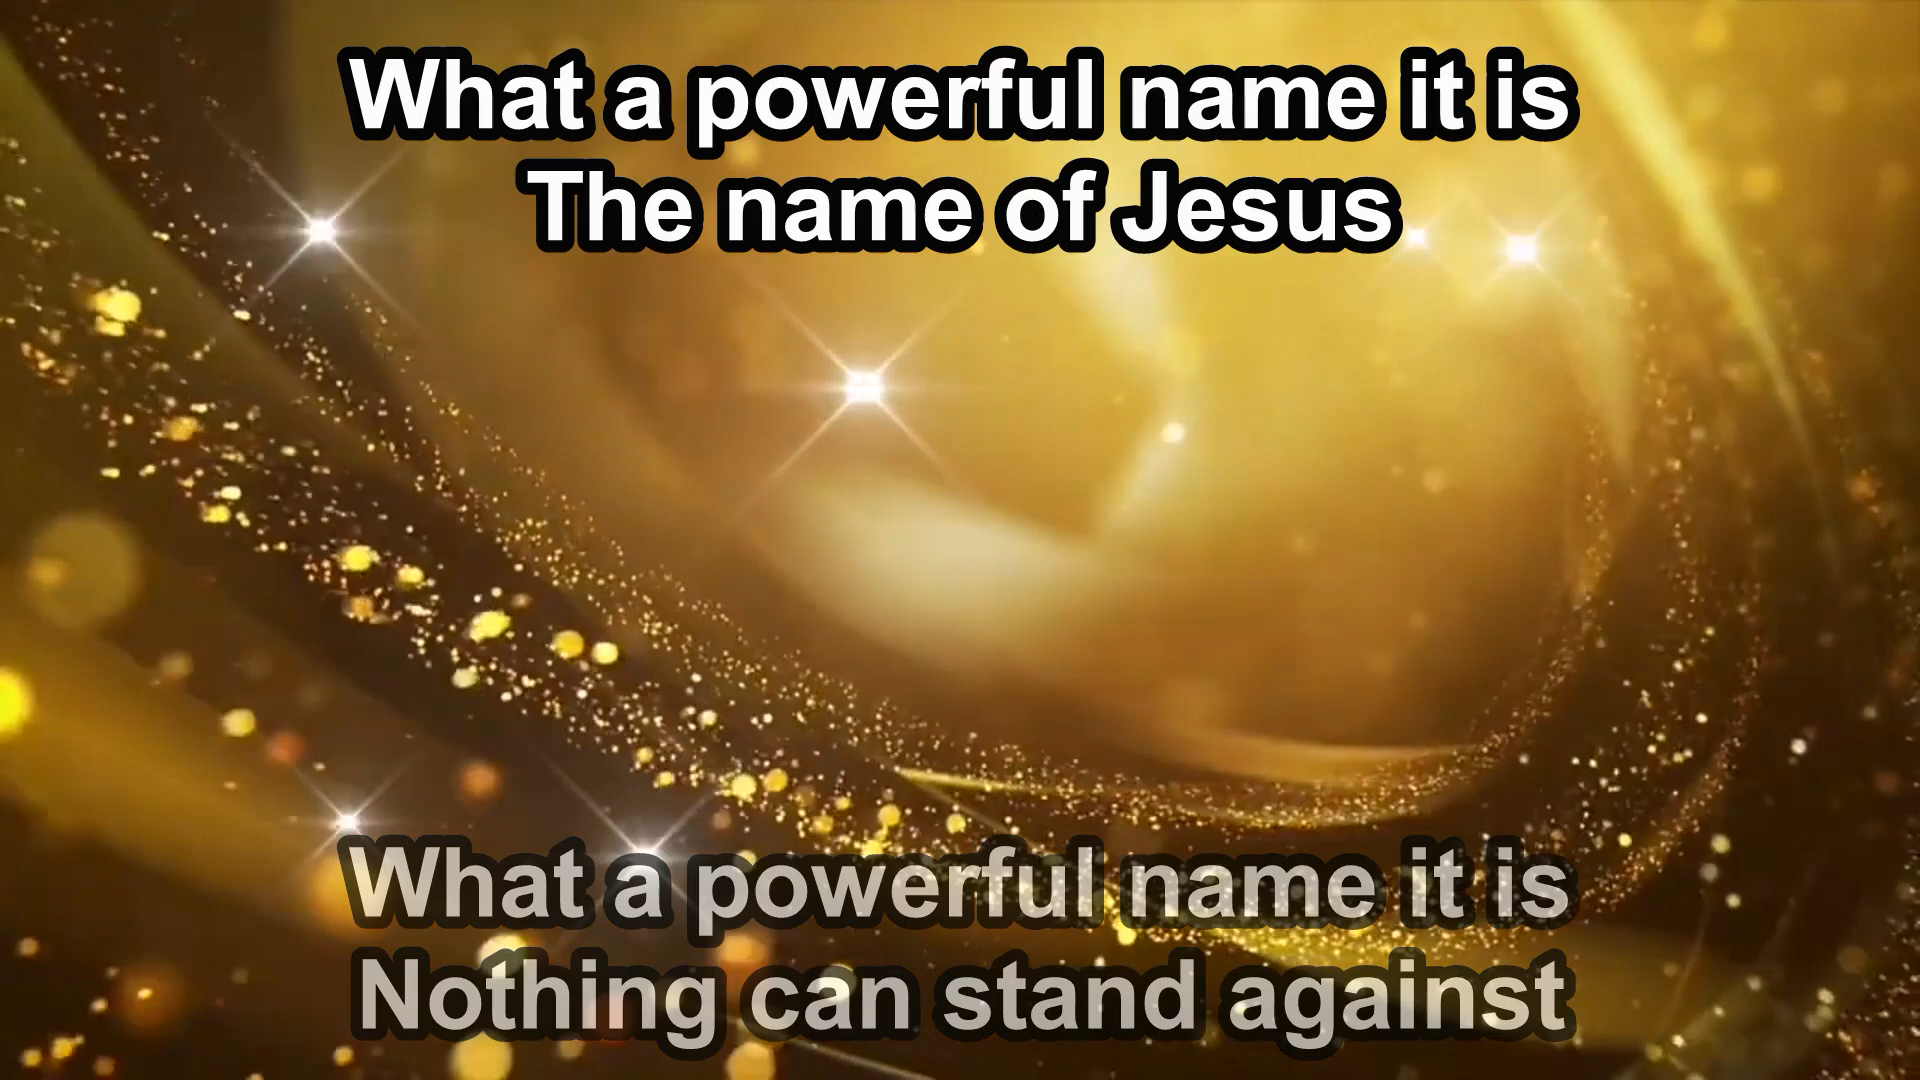 What a powerful name it is
The name of Jesus
What a powerful name it is
Nothing can stand against